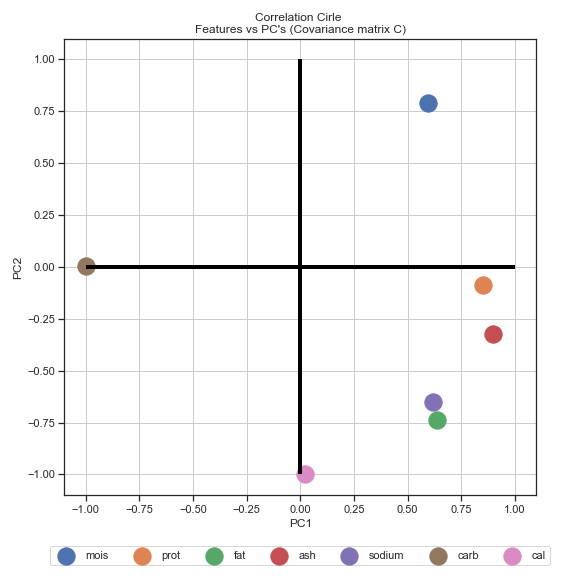 Correlation Cirle
Features vs PC's (Covariance matrix C)
1.00
0.75
0.50
0.25
0.00
−0.25
−0.50
−0.75
−1.00
PC2
−1.00 −0.75 −0.50 −0.25 0.00 0.25 0.50 0.75 1.00
PC1
mois prot fat ash sodium carb cal